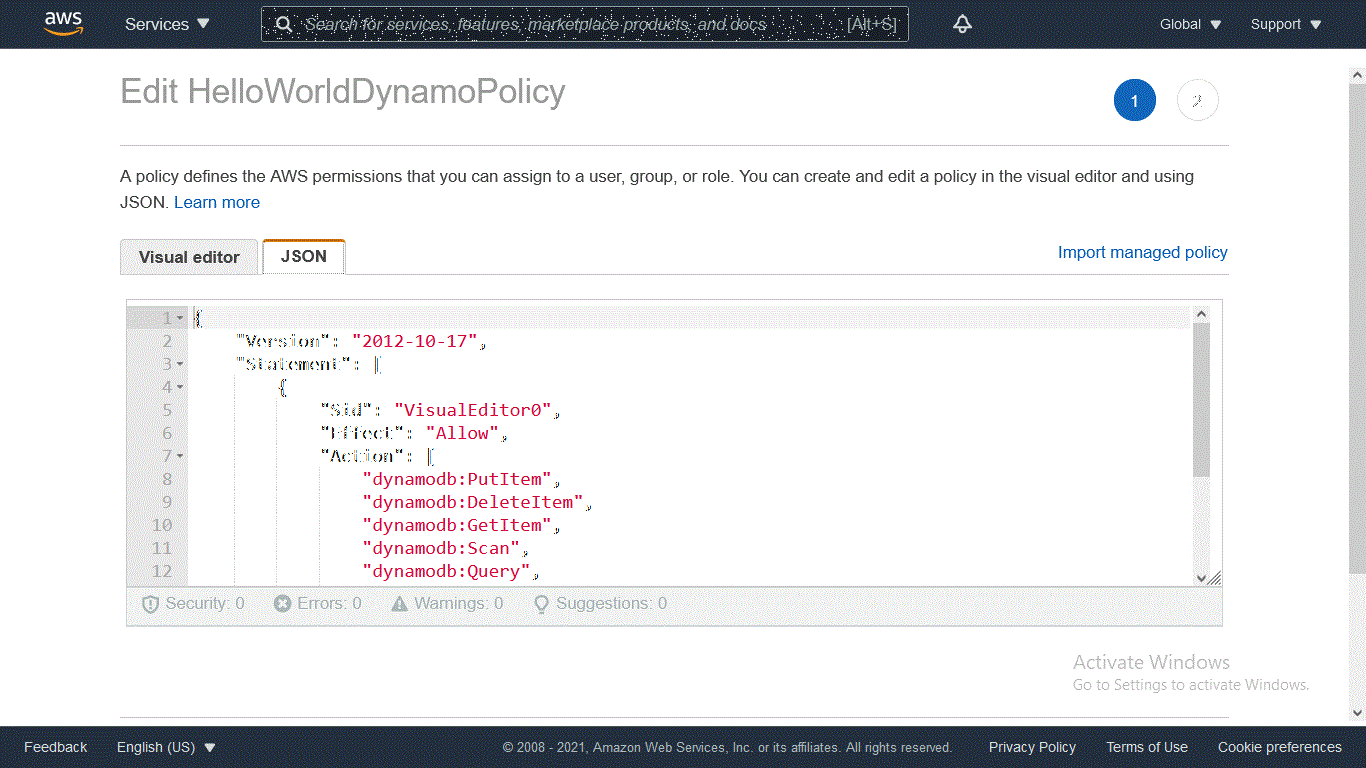 aws Services Search for services, features, marketplace products, and docs [Alt+S] Global Support
Edit HelloWorldDynamoPolicy
1 2
A policy defines the AWS permissions that you can assign to a user, group, or role. You can create and edit a policy in the visual editor and using
JSON. Learn more
Visual editor JSON Import managed policy
1 {
2 "Version": "2012-10-17",
3 "Statement": [
4 {
5 "Sid": "VisualEditor0",
6 "Effect": "Allow",
7 "Action": [
8 "dynamodb:PutItem",
9 "dynamodb:DeleteItem",
10 "dynamodb:GetItem",
11 "dynamodb:Scan",
12 "dynamodb:Query",
Security: 0 Errors: 0 Warnings: 0 Suggestions: 0
Activate Windows
Go to Settings to activate Windows.
Feedback English (US) © 2008 - 2021, Amazon Web Services, Inc. or its affiliates. All rights reserved. Privacy Policy Terms of Use Cookie preferences